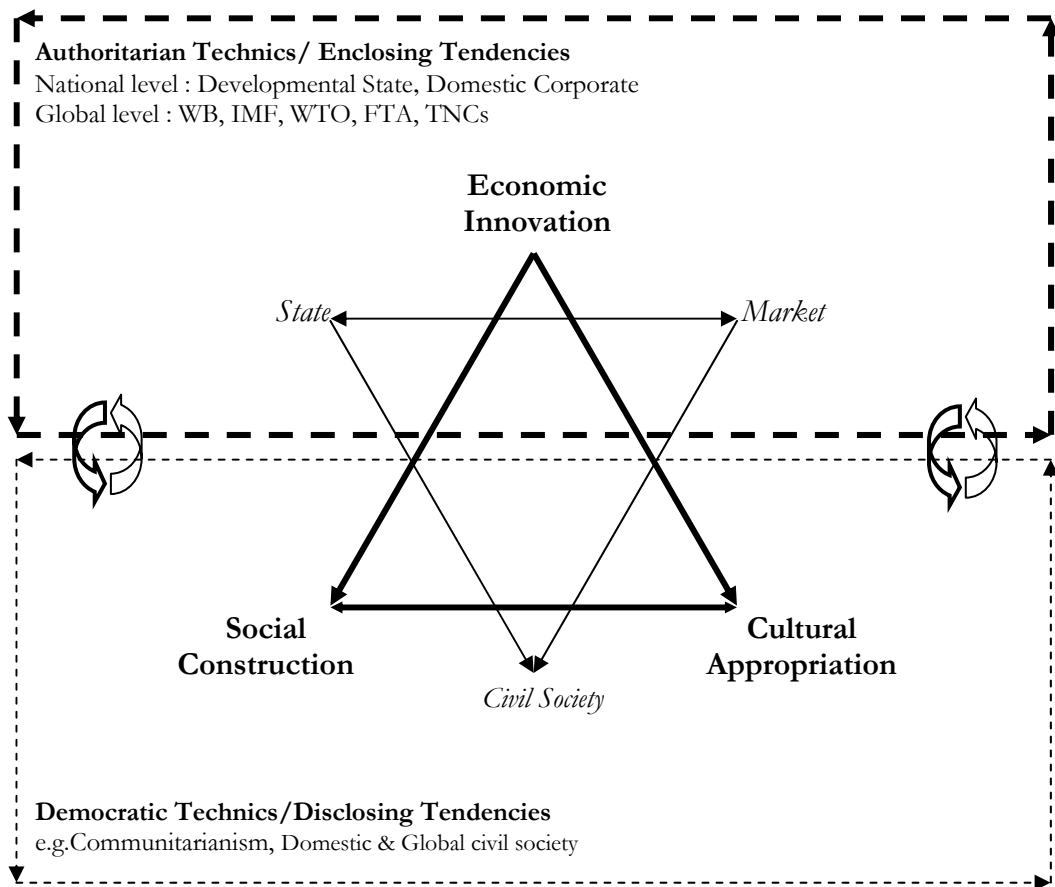 Authoritarian Technics/ Enclosing Tendencies
National level : Developmental State, Domestic Corporate
Global level : WB, IMF, WTO, FTA, TNCs
Economic
Innovation
State
Market
Social
Construction
Cultural
Appropriation
Civil Society
Democratic Technics/Disclosing Tendencies
e.g.Communitarianism, Domestic & Global civil society